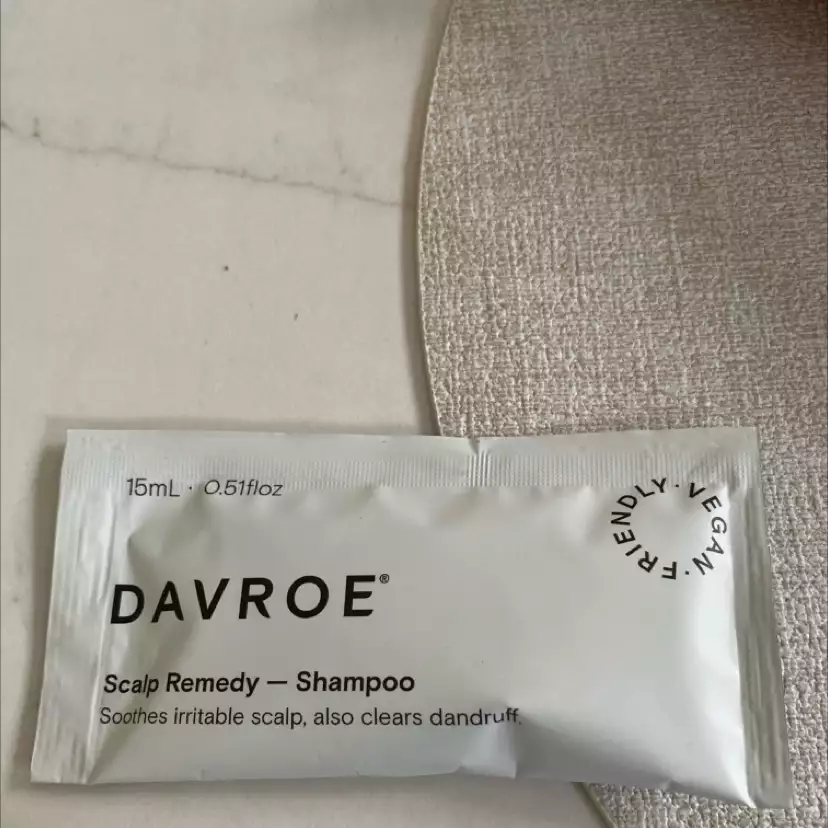 15mL · 0.51floz
VEGAN · FRIENDLY ·
DAVROE®
Scalp Remedy — Shampoo
Soothes irritable scalp, also clears dandruff.